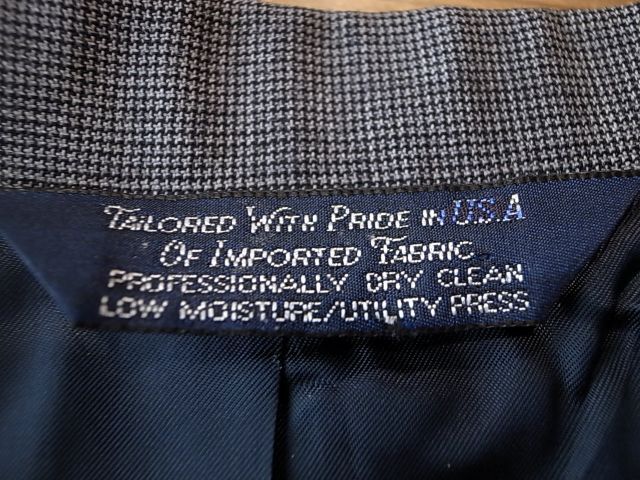 TAILORED WITH PRIDE IN U.S.A
OF IMPORTED FABRIC
PROFESSIONALLY DRY CLEAN
LOW MOISTURE/UTILITY PRESS